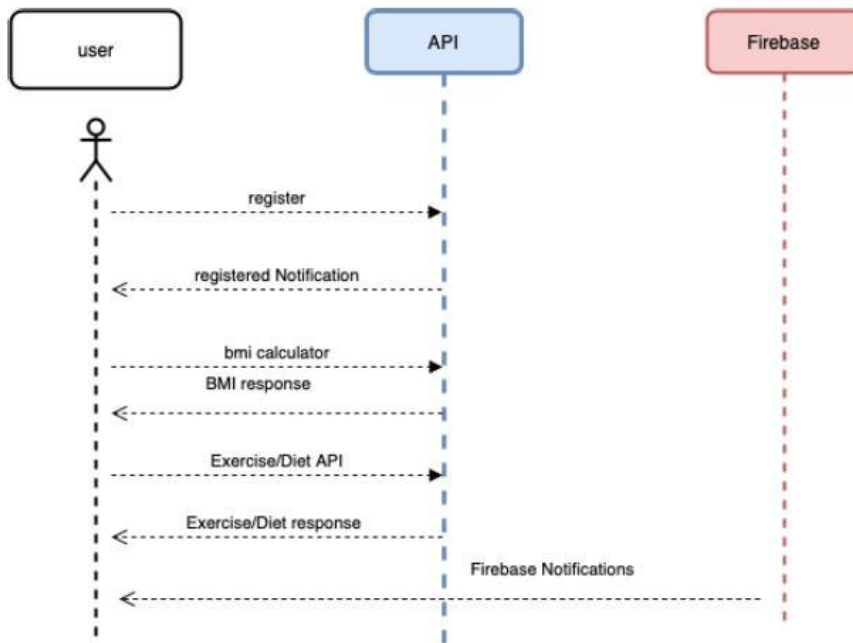 user
API
Firebase
register
registered Notification
bmi calculator
BMI response
Exercise/Diet API
Exercise/Diet response
Firebase Notifications